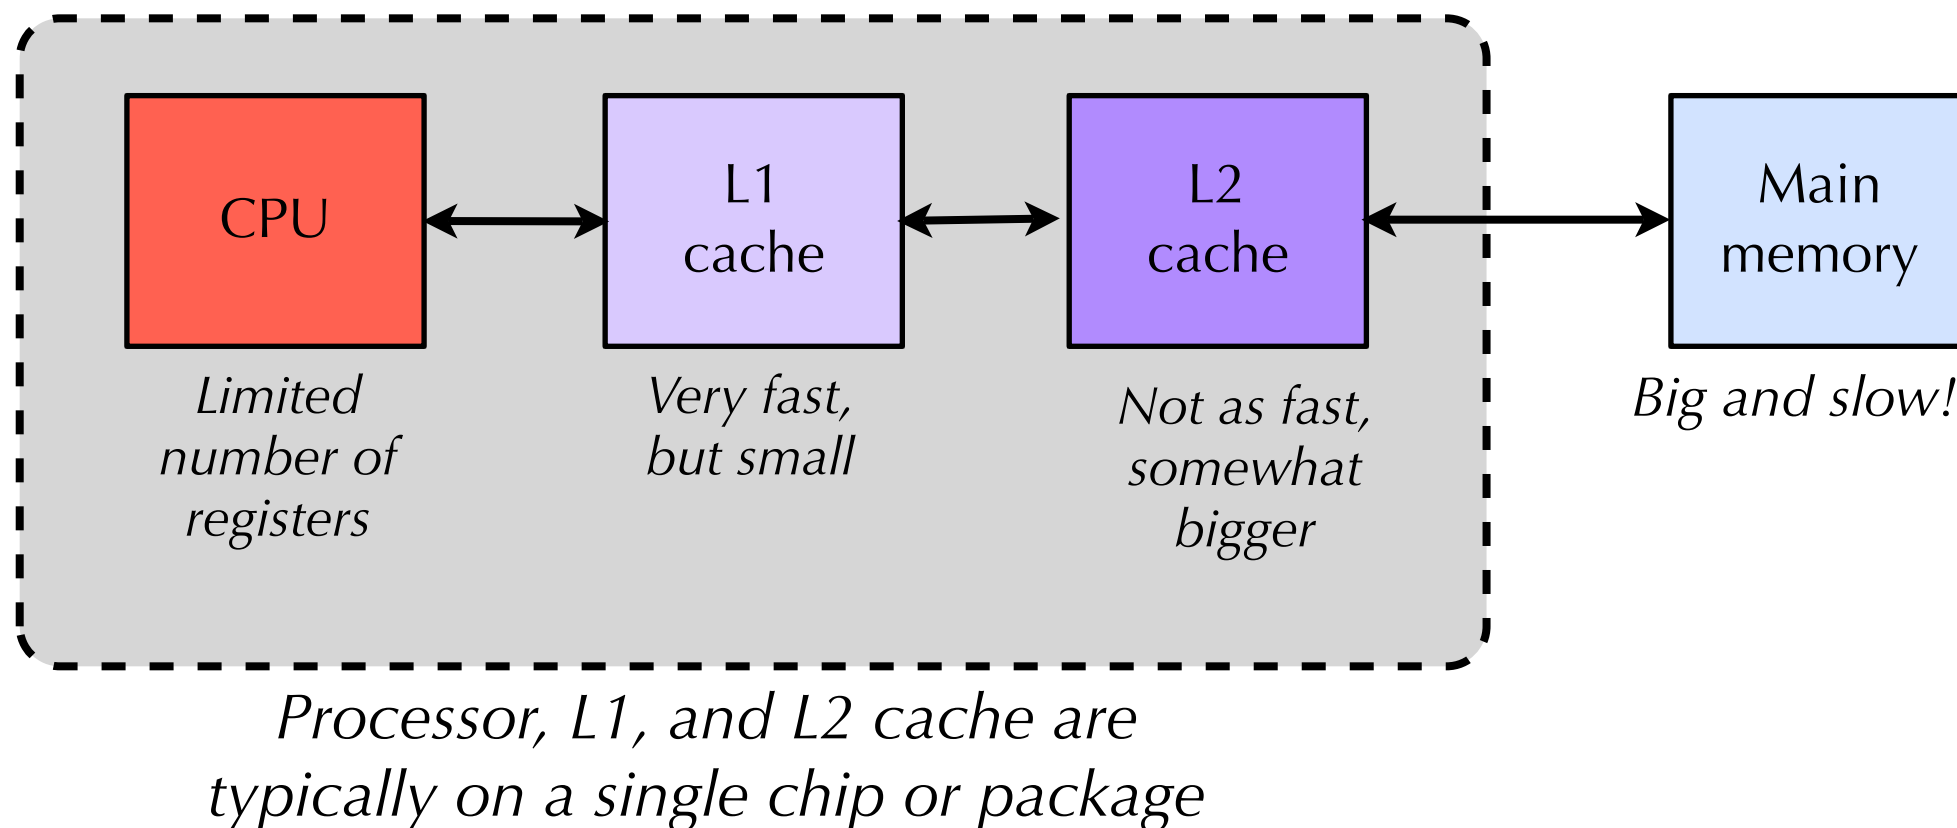 CPU
L1
cache
L2
cache
Main
memory
Limited
number of
registers
Very fast,
but small
Not as fast,
somewhat
bigger
Big and slow!
Processor, L1, and L2 cache are
typically on a single chip or package